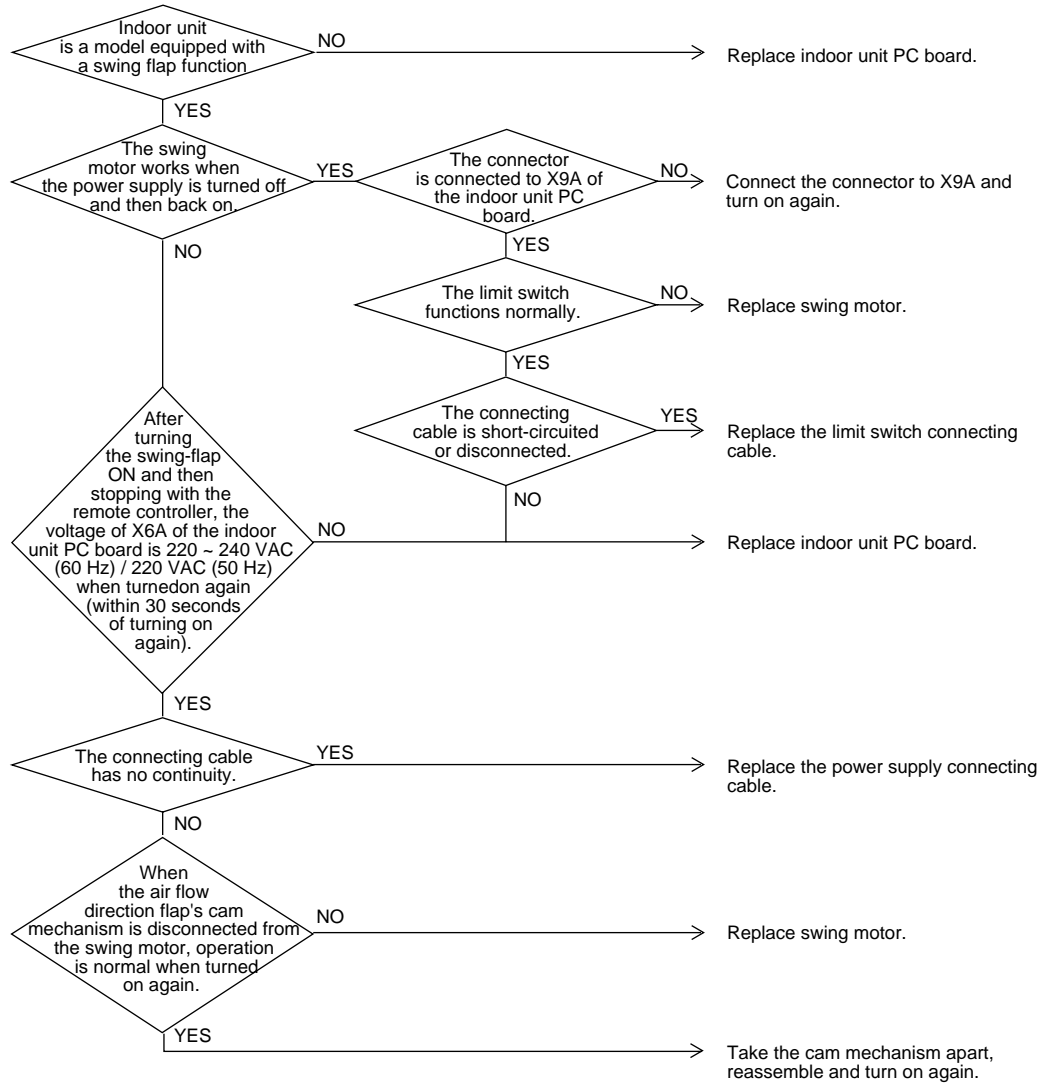 Indoor unit
is a model equipped with
a swing flap function
NO
Replace indoor unit PC board.
YES
The swing
motor works when
the power supply is turned off
and then back on.
YES
The connector
is connected to X9A of
the indoor unit PC
board.
NO
Connect the connector to X9A and
turn on again.
NO
YES
The limit switch
functions normally.
NO
Replace swing motor.
YES
The connecting
cable is short-circuited
or disconnected.
YES
Replace the limit switch connecting
cable.
NO
After
turning
the swing-flap
ON and then
stopping with the
remote controller, the
voltage of X6A of the indoor
unit PC board is 220 ~ 240 VAC
(60 Hz) / 220 VAC (50 Hz)
when turnedon again
(within 30 seconds
of turning on
again).
NO
Replace indoor unit PC board.
YES
The connecting cable
has no continuity.
YES
Replace the power supply connecting
cable.
NO
When
the air flow
direction flap's cam
mechanism is disconnected from
the swing motor, operation
is normal when turned
on again.
NO
Replace swing motor.
YES
Take the cam mechanism apart,
reassemble and turn on again.